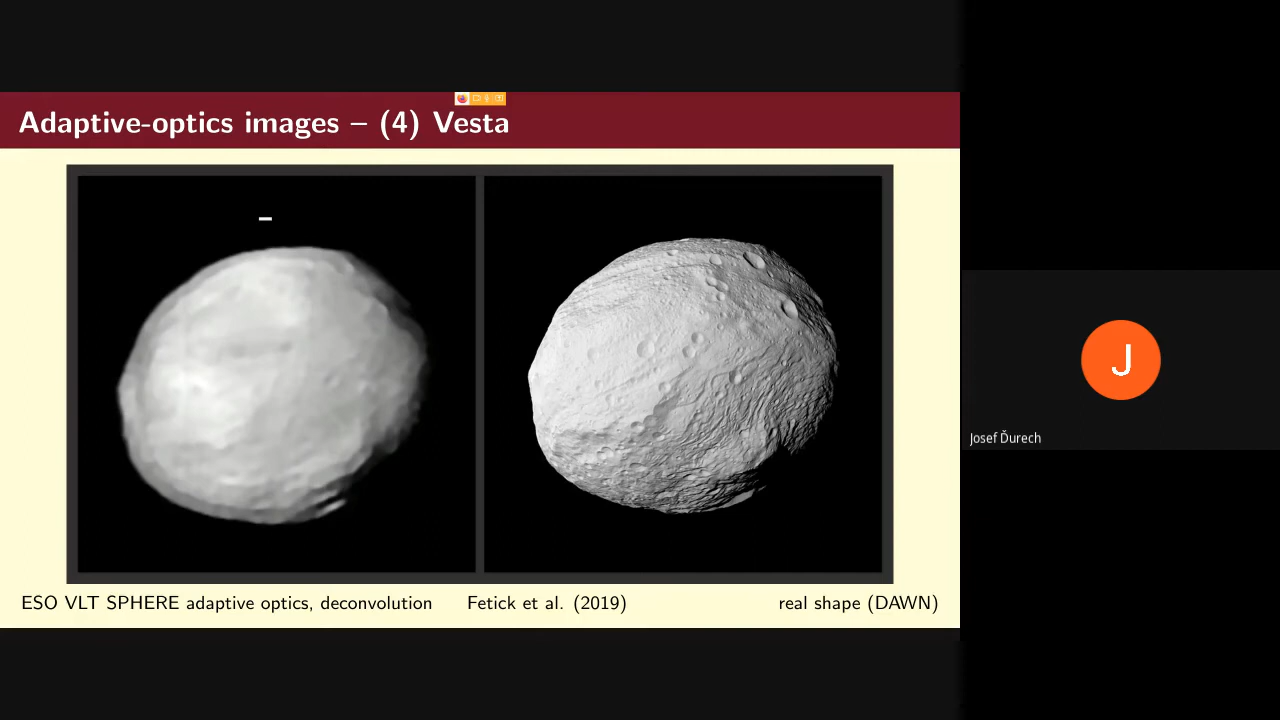 Adaptive-optics images – (4) Vesta
ESO VLT SPHERE adaptive optics, deconvolution
Fetick et al. (2019)
real shape (DAWN)
J
Josef Ďurech